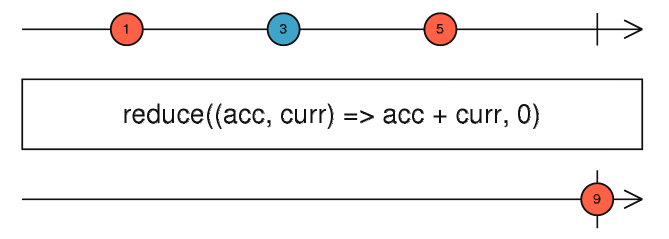 1 3 5
reduce((acc, curr) => acc + curr, 0)
9